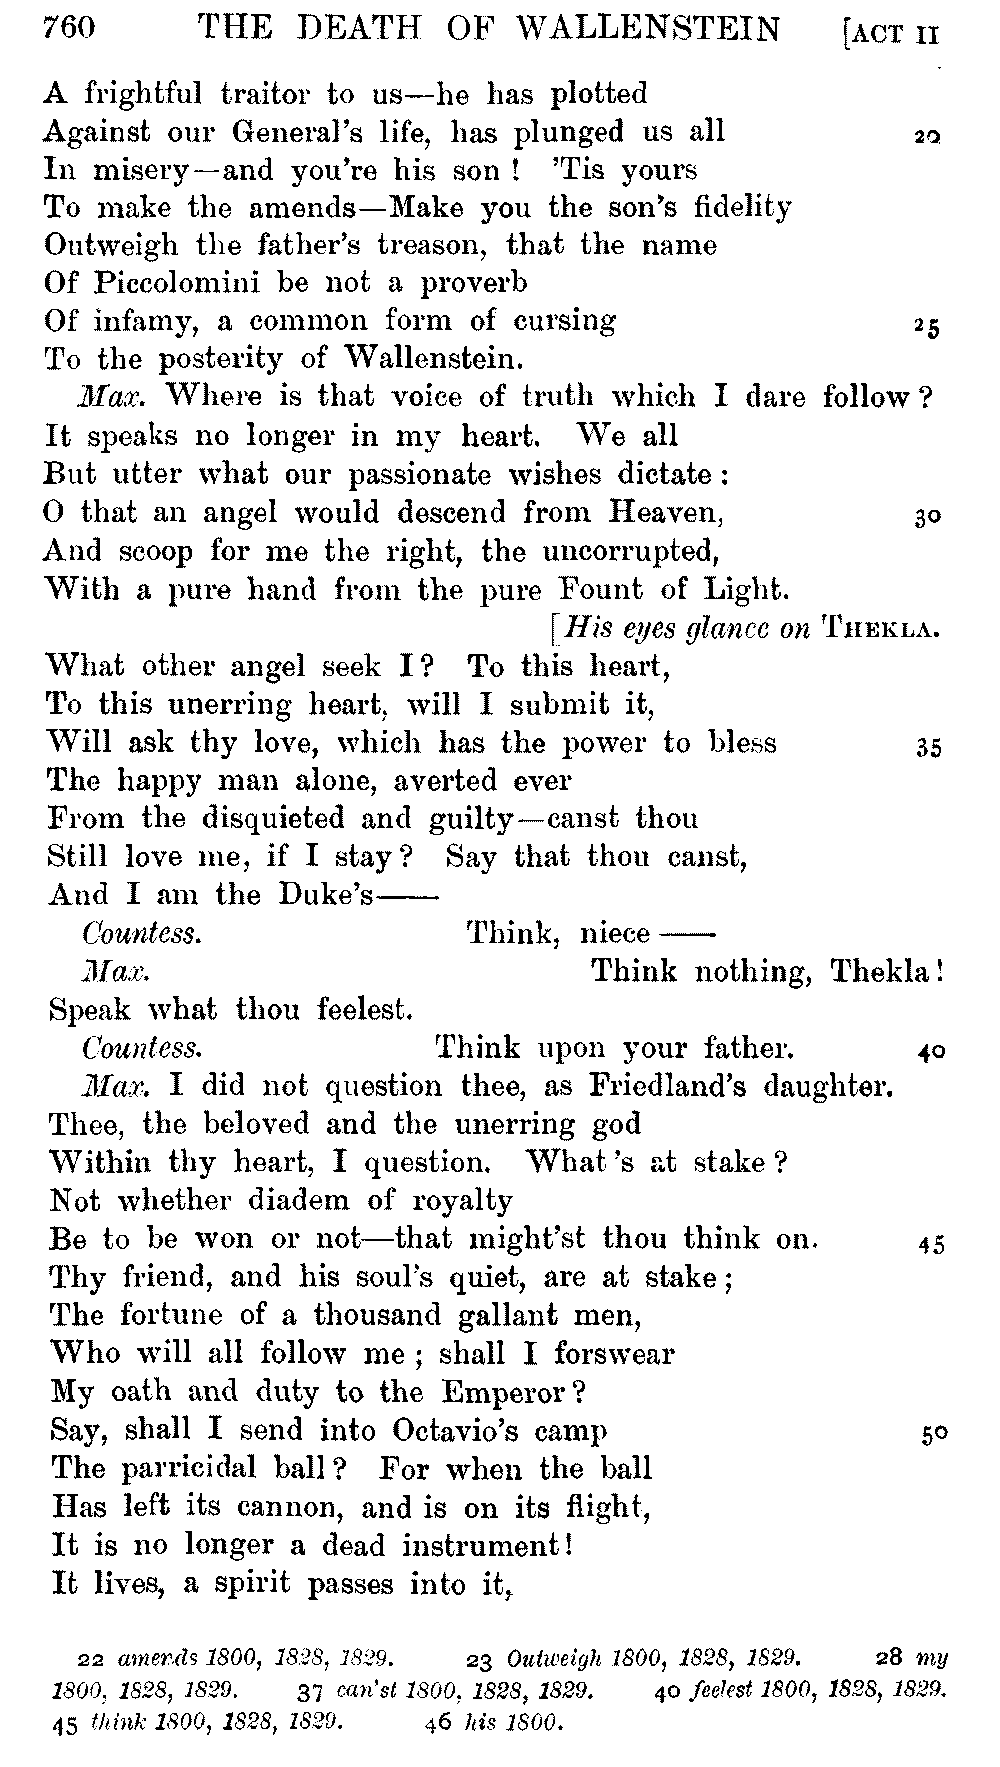 760 THE DEATH OF WALLENSTEIN [ACT II
A frightful traitor to us—he has plotted
Against our General's life, has plunged us all 20
In misery—and you're his son! 'Tis yours
To make the amends—Make you the son's fidelity
Outweigh the father's treason, that the name
Of Piccolomini be not a proverb
Of infamy, a common form of cursing 25
To the posterity of Wallenstein.
Max. Where is that voice of truth which I dare follow?
It speaks no longer in my heart. We all
But utter what our passionate wishes dictate:
O that an angel would descend from Heaven, 30
And scoop for me the right, the uncorrupted,
With a pure hand from the pure Fount of Light.
[His eyes glance on THEKLA.
What other angel seek I? To this heart,
To this unerring heart, will I submit it,
Will ask thy love, which has the power to bless 35
The happy man alone, averted ever
From the disquieted and guilty—canst thou
Still love me, if I stay? Say that thou canst,
And I am the Duke's——
Countess. Think, niece——
Max. Think nothing, Thekla!
Speak what thou feelest.
Countess. Think upon your father. 40
Max. I did not question thee, as Friedland's daughter.
Thee, the beloved and the unerring god
Within thy heart, I question. What's at stake?
Not whether diadem of royalty
Be to be won or not—that might'st thou think on. 45
Thy friend, and his soul's quiet, are at stake;
The fortune of a thousand gallant men,
Who will all follow me; shall I forswear
My oath and duty to the Emperor?
Say, shall I send into Octavio's camp 50
The parricidal ball? For when the ball
Has left its cannon, and is on its flight,
It is no longer a dead instrument!
It lives, a spirit passes into it,
22 amends 1800, 1828, 1829. 23 Outweigh 1800, 1828, 1829. 28 my
1800, 1828, 1829. 37 can'st 1800, 1828, 1829. 40 feelest 1800, 1828, 1829.
45 think 1800, 1828, 1829. 46 his 1800.